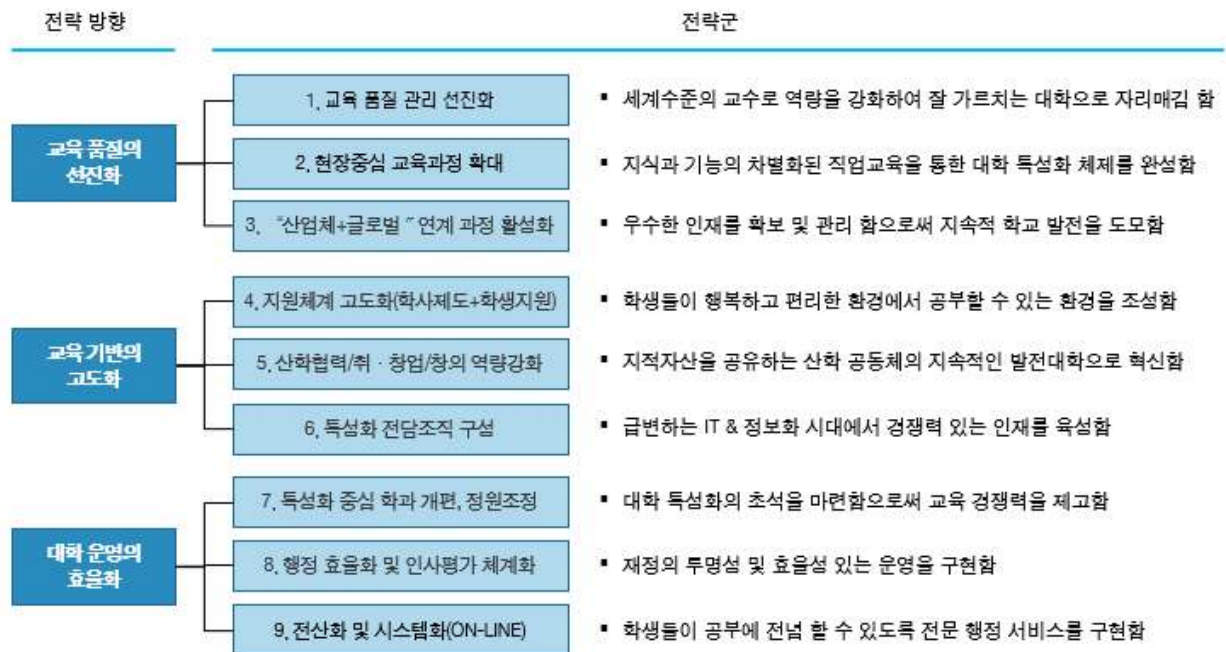 전략 방향
전략군
교육 품질의
선진화
1. 교육 품질 관리 선진화
▪ 세계수준의 교수로 역량을 강화하여 잘 가르치는 대학으로 자리매김 함
2. 현장중심 교육과정 확대
▪ 지식과 기능의 차별화된 직업교육을 통한 대학 특성화 체제를 완성함
3. “산업체+글로벌 ” 연계 과정 활성화
▪ 우수한 인재를 확보 및 관리 함으로써 지속적 학교 발전을 도모함
교육 기반의
고도화
4. 지원체계 고도화(학사제도+학생지원)
▪ 학생들이 행복하고 편리한 환경에서 공부할 수 있는 환경을 조성함
5. 산학협력/취 · 창업/창의 역량강화
▪ 지적자산을 공유하는 산학 공동체의 지속적인 발전대학으로 혁신함
6. 특성화 전담조직 구성
▪ 급변하는 IT & 정보화 시대에서 경쟁력 있는 인재를 육성함
대학 운영의
효율화
7. 특성화 중심 학과 개편, 정원조정
▪ 대학 특성화의 초석을 마련함으로써 교육 경쟁력을 제고함
8. 행정 효율화 및 인사평가 체계화
▪ 재정의 투명성 및 효율성 있는 운영을 구현함
9. 전산화 및 시스템화(ON-LINE)
▪ 학생들이 공부에 전념 할 수 있도록 전문 행정 서비스를 구현함